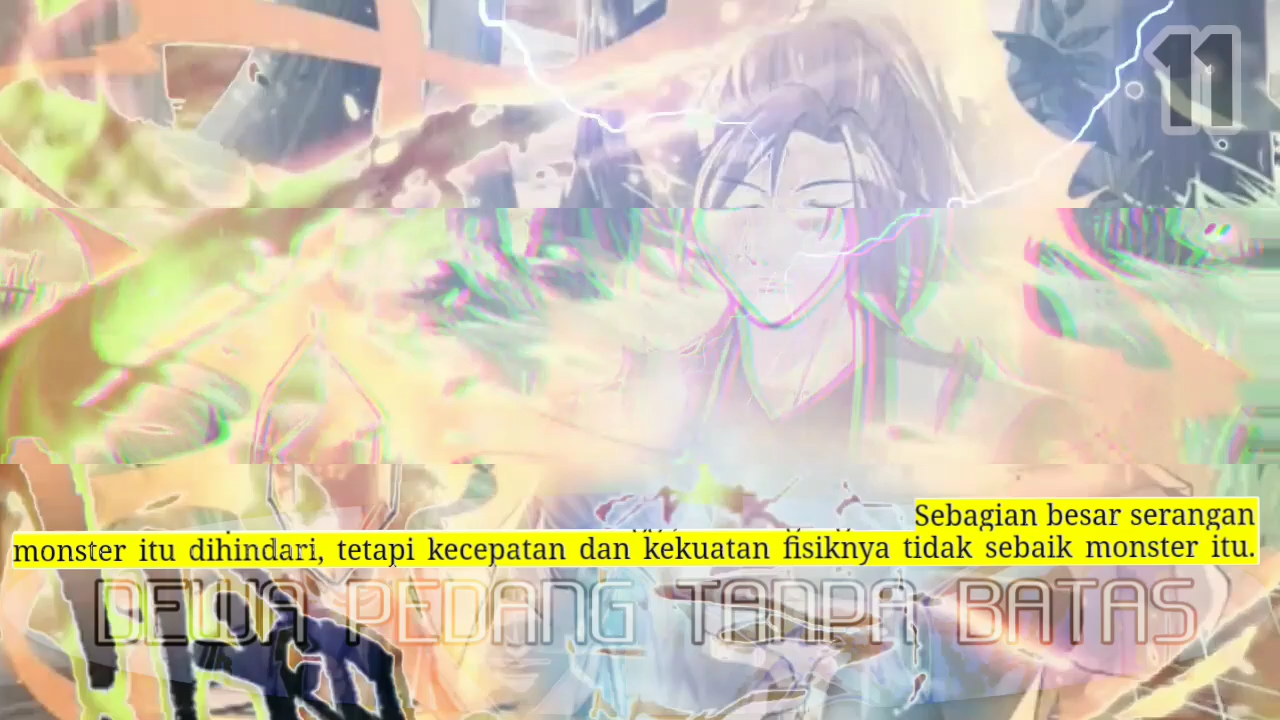 11
Sebagian besar serangan
monster itu dihindari, tetapi kecepatan dan kekuatan fisiknya tidak sebaik monster itu.
DEWA PEDANG TANPA BATAS